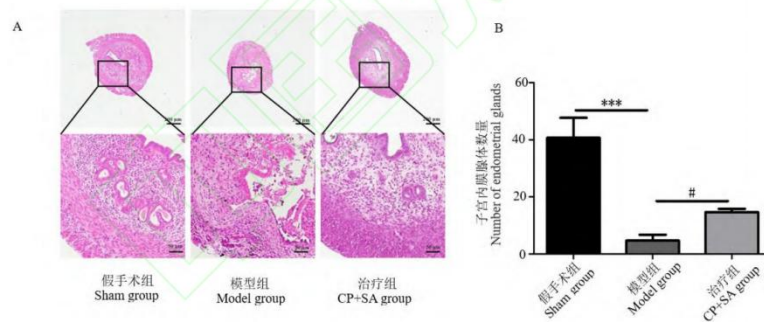 A
B
假手术组
Sham group
模型组
Model group
治疗组
CP+SA group
子宫内膜腺体数量
Number of endometrial glands
60
40
20
0
***
#
假手术组
Sham group
模型组
Model group
治疗组
CP+SA group